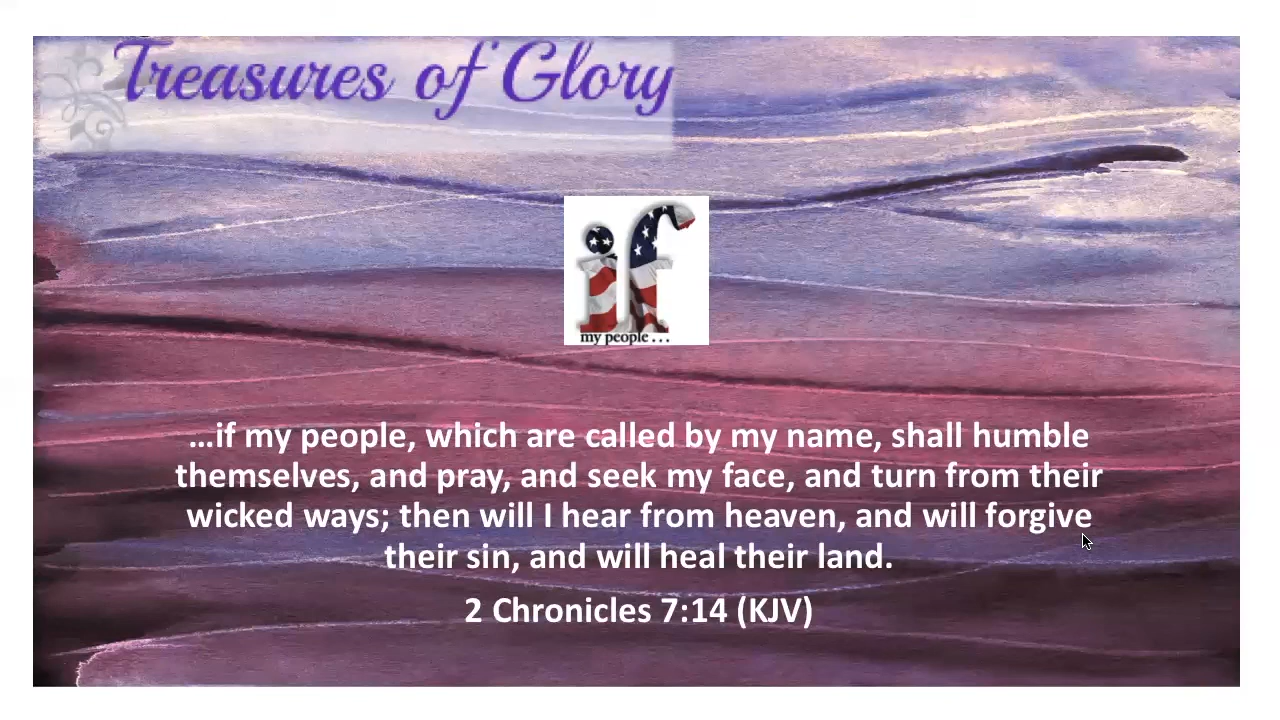 Treasures of Glory
if
my people...
...if my people, which are called by my name, shall humble
themselves, and pray, and seek my face, and turn from their
wicked ways; then will I hear from heaven, and will forgive
their sin, and will heal their land.
2 Chronicles 7:14 (KJV)